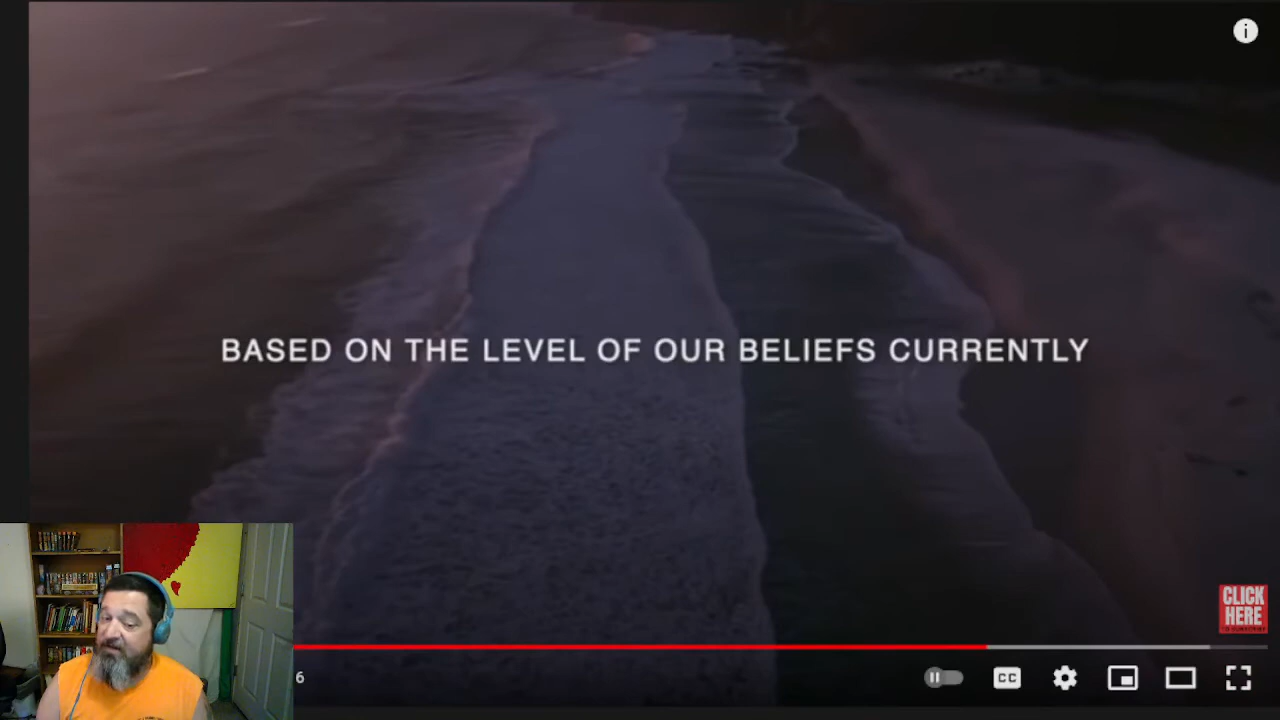 BASED ON THE LEVEL OF OUR BELIEFS CURRENTLY
CLICK
HERE
6
CC